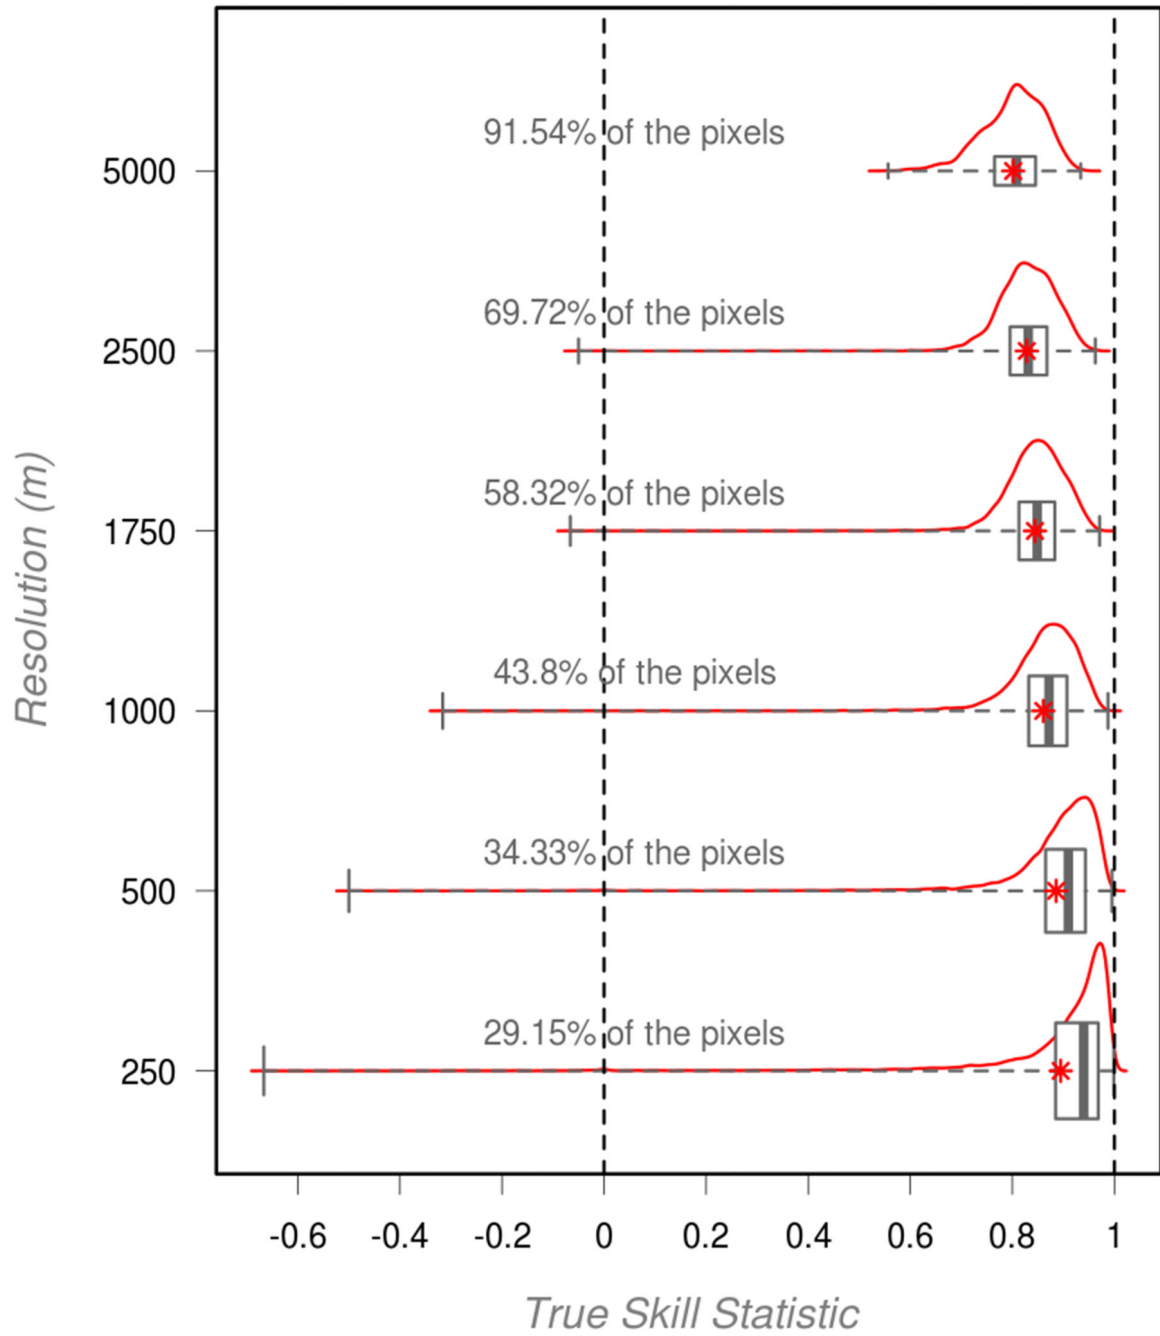 91.54% of the pixels
5000
69.72% of the pixels
2500
58.32% of the pixels
1750
43.8% of the pixels
1000
34.33% of the pixels
500
29.15% of the pixels
250
Resolution (m)
-0.6 -0.4 -0.2 0 0.2 0.4 0.6 0.8 1
True Skill Statistic